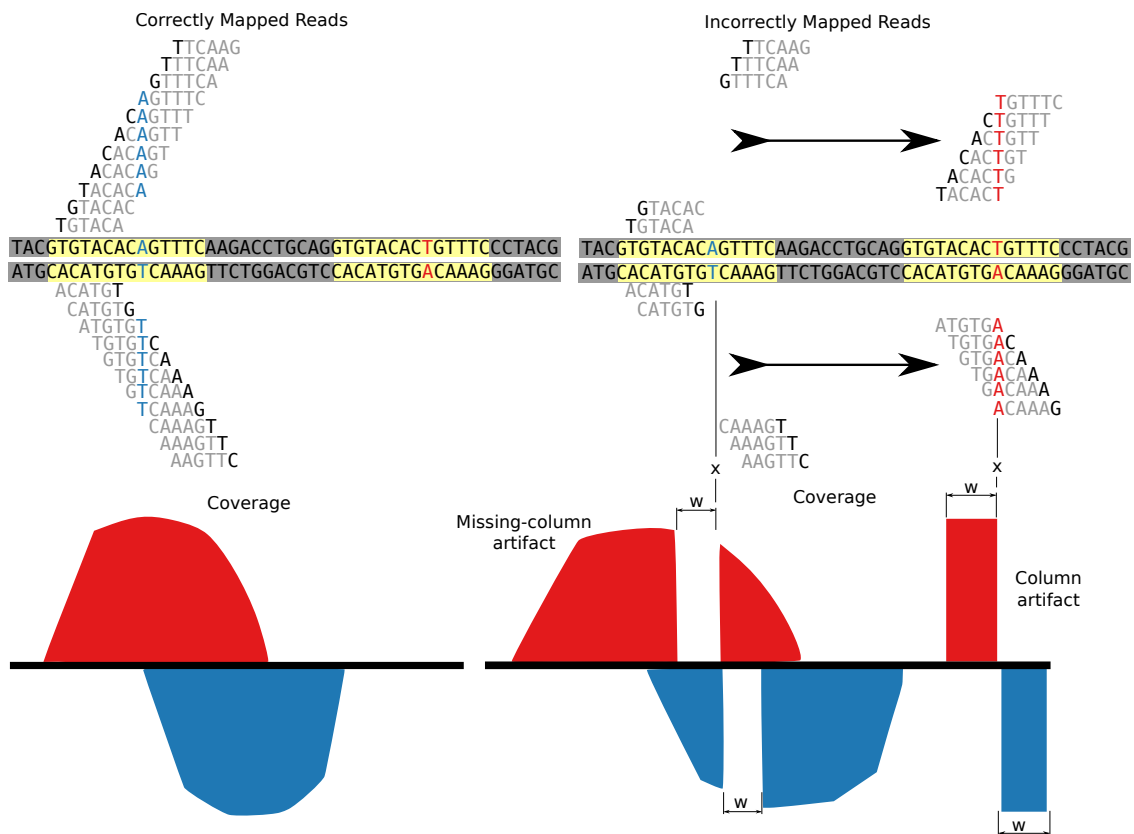 Correctly Mapped Reads
TTCAAG
TTTCAA
GTTTCA
AGTTTC
CAGTTT
ACAGTT
CACAGT
ACACAG
TACACA
GTACAC
TGTACA
TACGTGTACACAGTTTCAAGACCTGCAGGTGTACACTGTTTCCCTACG
ATGCACATGTGTCAAAGTTCTGGACGTCCACATGTGACAAAGGGATGC
ACATGT
CATGTG
ATGTGT
TGTGTC
GTGTCA
TGTCAA
GTCAAA
TCAAAG
CAAAGT
AAAGTT
AAGTTC
Coverage
Incorrectly Mapped Reads
TTCAAG
TTTCAA
GTTTCA
TGTTTC
CTGTTT
ACTGTT
CACTGT
ACACTG
TACACT
GTACAC
TGTACA
TACGTGTACACAGTTTCAAGACCTGCAGGTGTACACTGTTTCCCTACG
ATGCACATGTGTCAAAGTTCTGGACGTCCACATGTGACAAAGGGATGC
ACATGT
CATGTG
ATGTGA
TGTGAC
GTGACA
TGACAA
GACAAA
ACAAAG
CAAAGT
AAAGTT
AAGTTC
x
x
Coverage
w
w
Missing-column
artifact
Column
artifact
w
w